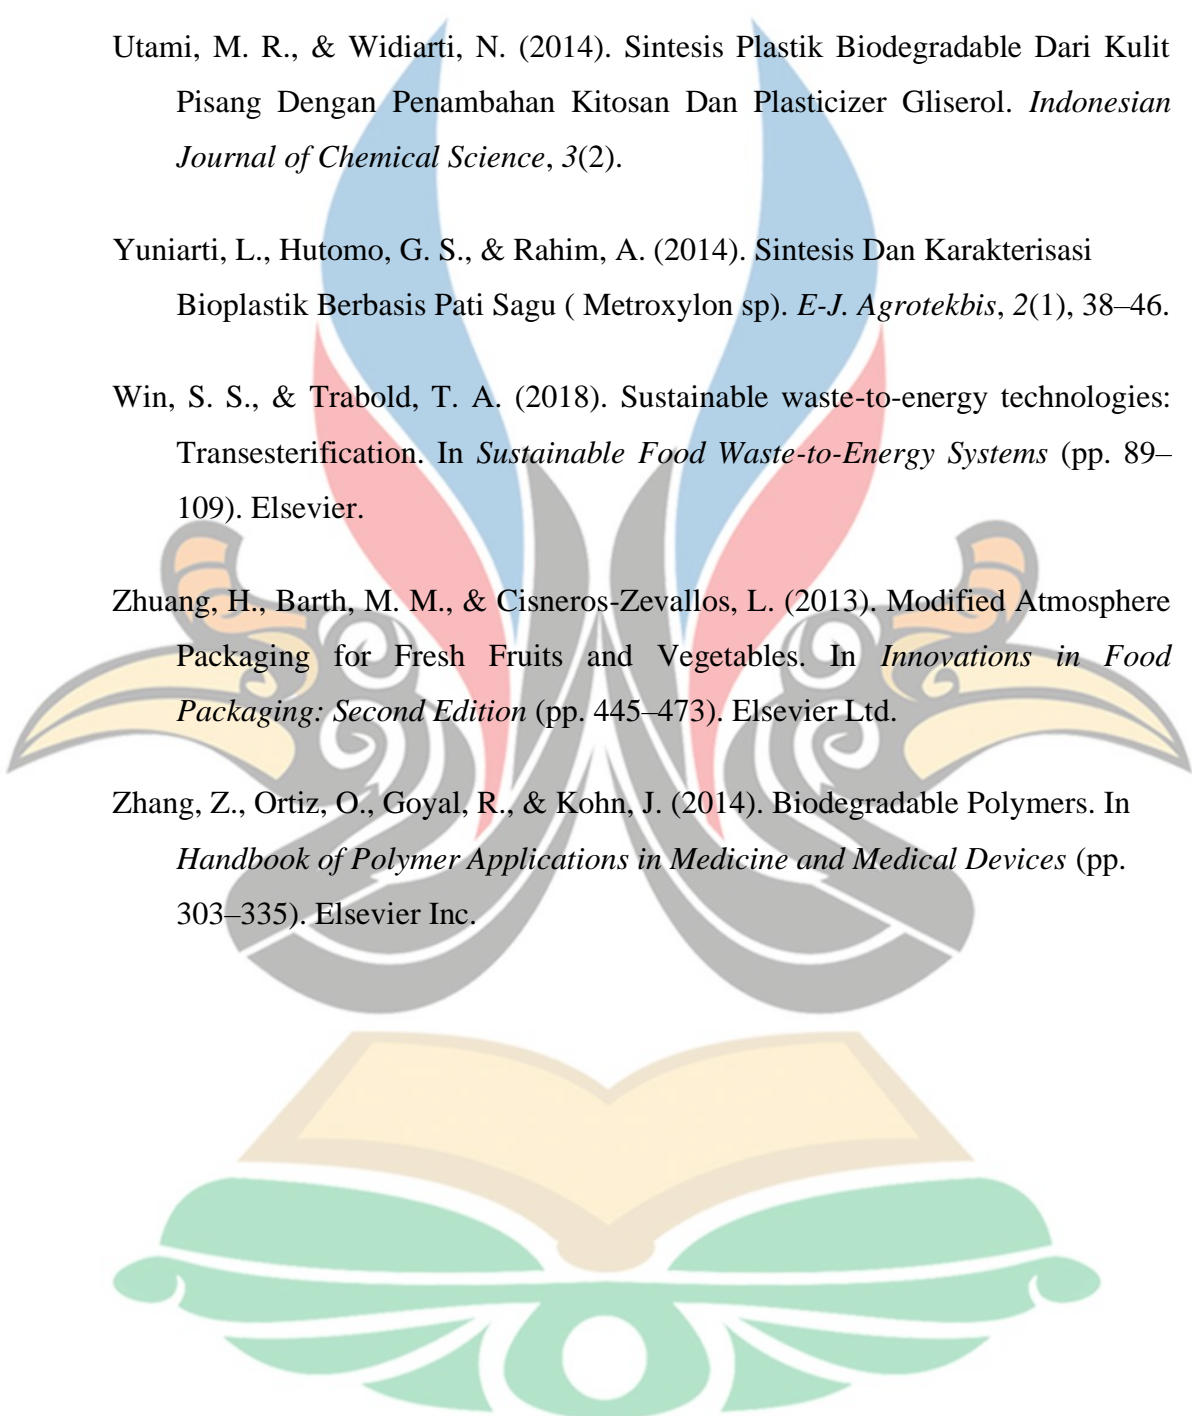 Utami, M. R., & Widiarti, N. (2014). Sintesis Plastik Biodegradable Dari Kulit
Pisang Dengan Penambahan Kitosan Dan Plasticizer Gliserol. Indonesian
Journal of Chemical Science, 3(2).
Yuniarti, L., Hutomo, G. S., & Rahim, A. (2014). Sintesis Dan Karakterisasi
Bioplastik Berbasis Pati Sagu ( Metroxylon sp). E-J. Agrotekbis, 2(1), 38–46.
Win, S. S., & Trabold, T. A. (2018). Sustainable waste-to-energy technologies:
Transesterification. In Sustainable Food Waste-to-Energy Systems (pp. 89–
109). Elsevier.
Zhuang, H., Barth, M. M., & Cisneros-Zevallos, L. (2013). Modified Atmosphere
Packaging for Fresh Fruits and Vegetables. In Innovations in Food
Packaging: Second Edition (pp. 445–473). Elsevier Ltd.
Zhang, Z., Ortiz, O., Goyal, R., & Kohn, J. (2014). Biodegradable Polymers. In
Handbook of Polymer Applications in Medicine and Medical Devices (pp.
303–335). Elsevier Inc.